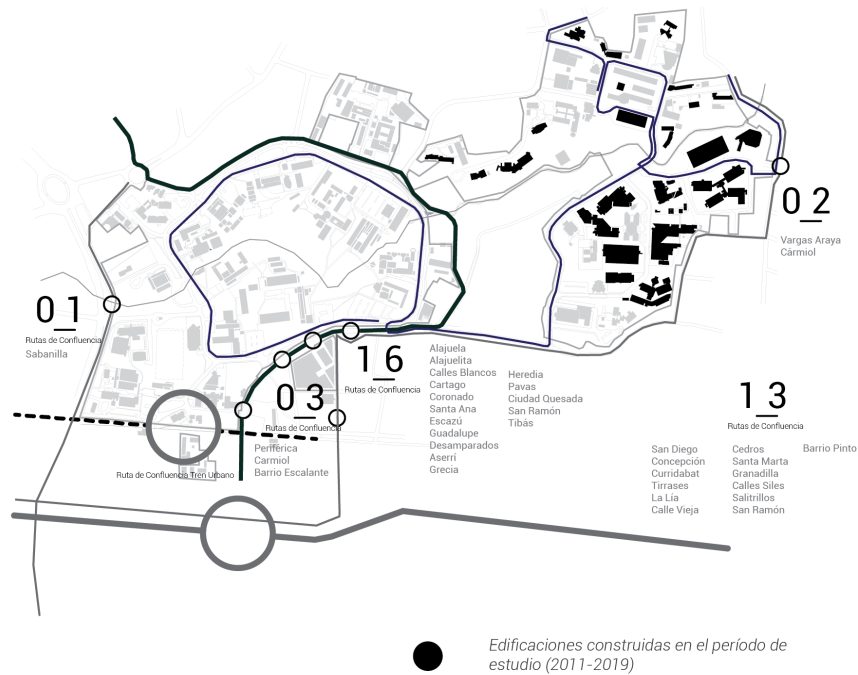 02
Vargas Araya
Cármiol
01
Rutas de Confluencia
Sabanilla
16
Rutas de Confluencia
Alajuela
Alajuelita
Calles Blancos
Cartago
Coronado
Santa Ana
Escazú
Guadalupe
Desamparados
Aserrí
Grecia
Heredia
Pavas
Ciudad Quesada
San Ramón
Tibás
03
Rutas de Confluencia
Periférica
Carmiol
Barrio Escalante
13
Rutas de Confluencia
San Diego
Concepción
Curridabat
Tirrases
La Lía
Calle Vieja
Cedros
Santa Marta
Granadilla
Calles Siles
Salitrillos
San Ramón
Barrio Pinto
Ruta de Confluencia Tren Urbano
Edificaciones construidas en el período de
estudio (2011-2019)